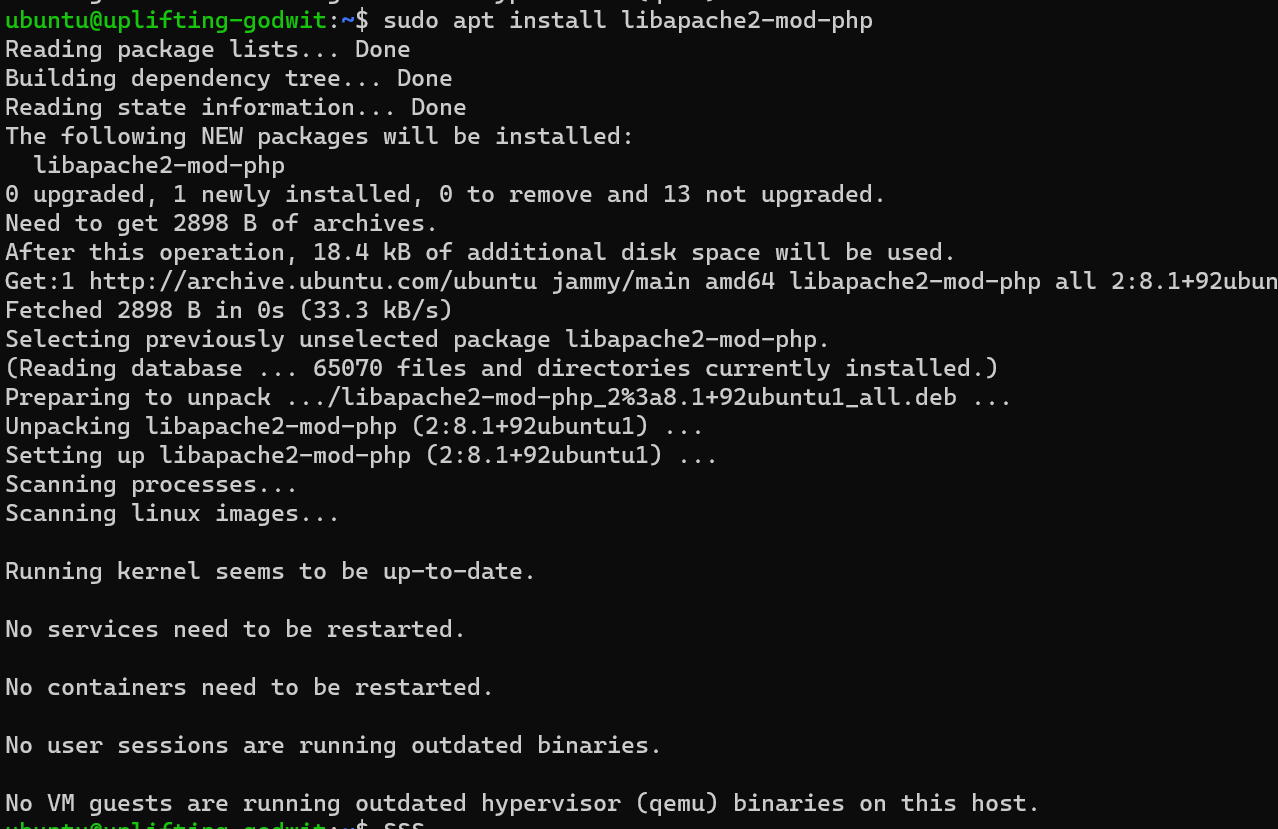 ubuntu@uplifting-godwit:~$ sudo apt install libapache2-mod-php
Reading package lists... Done
Building dependency tree... Done
Reading state information... Done
The following NEW packages will be installed:
  libapache2-mod-php
0 upgraded, 1 newly installed, 0 to remove and 13 not upgraded.
Need to get 2898 B of archives.
After this operation, 18.4 kB of additional disk space will be used.
Get:1 http://archive.ubuntu.com/ubuntu jammy/main amd64 libapache2-mod-php all 2:8.1+92ubun
Fetched 2898 B in 0s (33.3 kB/s)
Selecting previously unselected package libapache2-mod-php.
(Reading database ... 65070 files and directories currently installed.)
Preparing to unpack .../libapache2-mod-php_2%3a8.1+92ubuntu1_all.deb ...
Unpacking libapache2-mod-php (2:8.1+92ubuntu1) ...
Setting up libapache2-mod-php (2:8.1+92ubuntu1) ...
Scanning processes...
Scanning linux images...
Running kernel seems to be up-to-date.
No services need to be restarted.
No containers need to be restarted.
No user sessions are running outdated binaries.
No VM guests are running outdated hypervisor (qemu) binaries on this host.
ubuntu@uplifting-godwit:~$